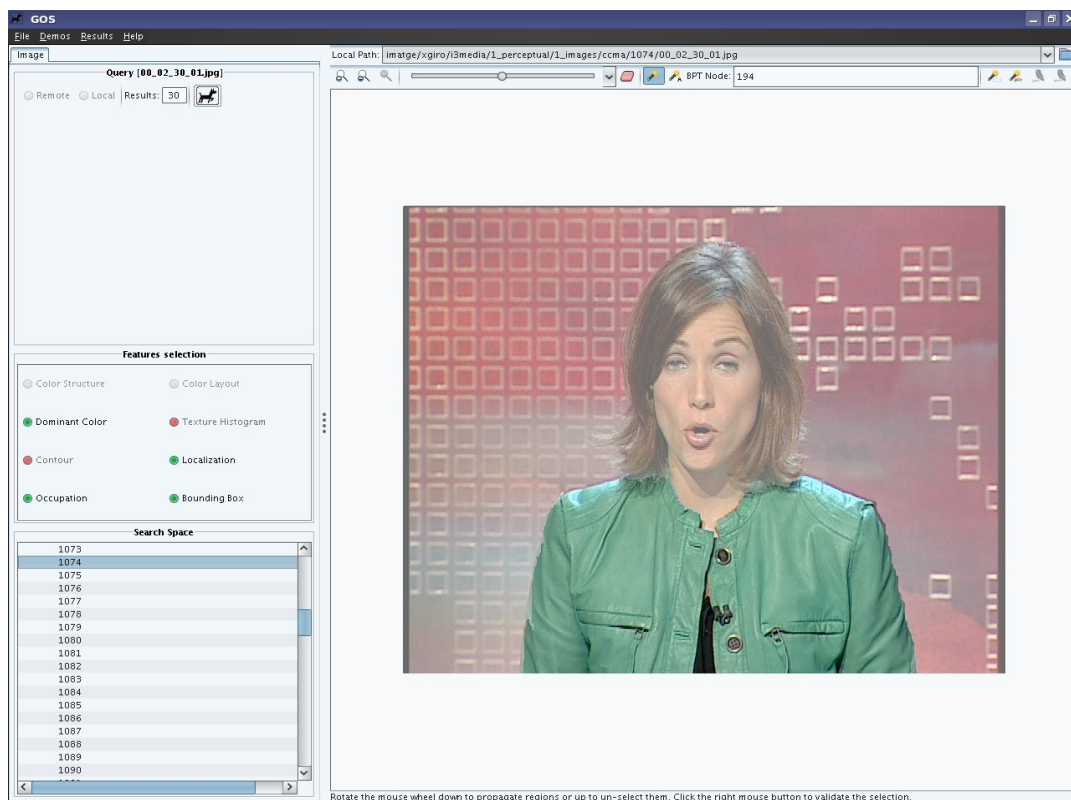 GOS
File Demos Results Help
Image
Local Path: imatge/xgiro/i3media/1_perceptual/1_images/ccma/1074/00_02_30_01.jpg
Query [00_02_30_01.jpg]
BPT Node: 194
Remote Local Results: 30
Features selection
Color Structure Color Layout
Dominant Color Texture Histogram
Contour Localization
Occupation Bounding Box
Search Space
1073
1074
1075
1076
1077
1078
1079
1080
1081
1082
1083
1084
1085
1086
1087
1088
1089
1090
Rotate the mouse wheel down to propagate regions or up to un-select them. Click the right mouse button to validate the selection.